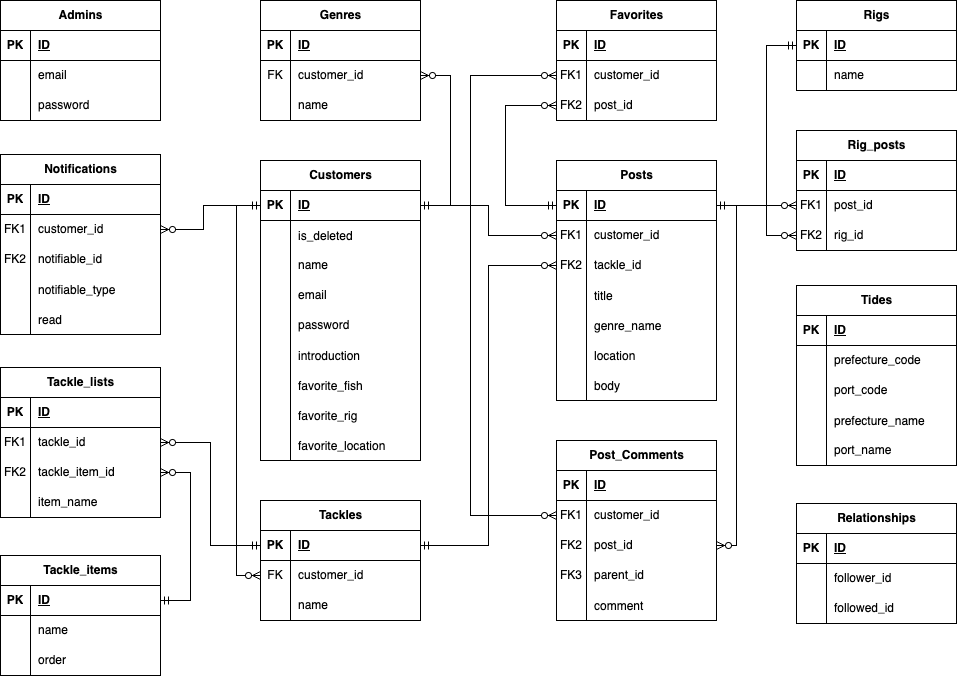 Admins
PK ID
email
password
Genres
PK ID
FK customer_id
name
Favorites
PK ID
FK1 customer_id
FK2 post_id
Rigs
PK ID
name
Notifications
PK ID
FK1 customer_id
FK2 notifiable_id
notifiable_type
read
Customers
PK ID
is_deleted
name
email
password
introduction
favorite_fish
favorite_rig
favorite_location
Posts
PK ID
FK1 customer_id
FK2 tackle_id
title
genre_name
location
body
Rig_posts
PK ID
FK1 post_id
FK2 rig_id
Tides
PK ID
prefecture_code
port_code
prefecture_name
port_name
Tackle_lists
PK ID
FK1 tackle_id
FK2 tackle_item_id
item_name
Tackles
PK ID
FK customer_id
name
Post_Comments
PK ID
FK1 customer_id
FK2 post_id
FK3 parent_id
comment
Relationships
PK ID
follower_id
followed_id
Tackle_items
PK ID
name
order